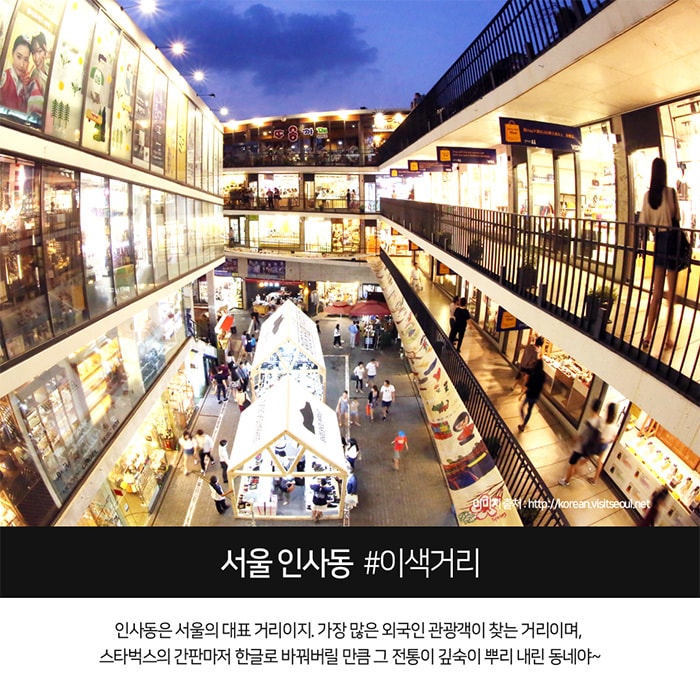 이미지 출처 : http://korean.visitseoul.net
서울 인사동 #이색거리
인사동은 서울의 대표 거리이지. 가장 많은 외국인 관광객이 찾는 거리이며,
스타벅스의 간판마저 한글로 바꿔버릴 만큼 그 전통이 깊숙이 뿌리 내린 동네야~